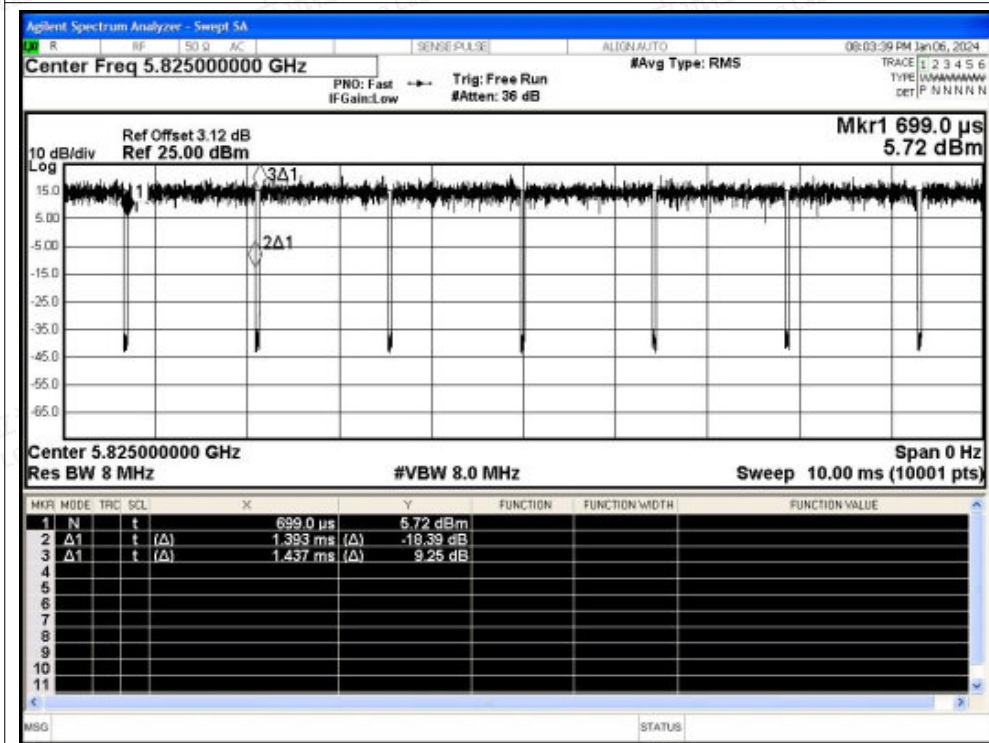 Agilent Spectrum Analyzer - Swept SA
R RF 50 Ω AC SENSE:PULSE ALIGN AUTO 08:03:39 PM Jan 06, 2024
Center Freq 5.825000000 GHz #Avg Type: RMS TRACE 1 2 3 4 5 6
PNO: Fast Trig: Free Run TYPE
IFGain:Low #Atten: 36 dB DET P N N N N N
Mkr1 699.0 µs
Ref Offset 3.12 dB
10 dB/div Ref 25.00 dBm 5.72 dBm
Log
3Δ1
15.0
1
5.00
2Δ1
-5.00
-15.0
-25.0
-35.0
-45.0
-55.0
-65.0
Center 5.825000000 GHz Span 0 Hz
Res BW 8 MHz #VBW 8.0 MHz Sweep 10.00 ms (10001 pts)
MKR MODE TRC SCL X Y FUNCTION FUNCTION WIDTH FUNCTION VALUE
1 N t 699.0 µs 5.72 dBm
2 Δ1 t (Δ) 1.393 ms (Δ) -18.39 dB
3 Δ1 t (Δ) 1.437 ms (Δ) 9.25 dB
4
5
6
7
8
9
10
11
MSG STATUS